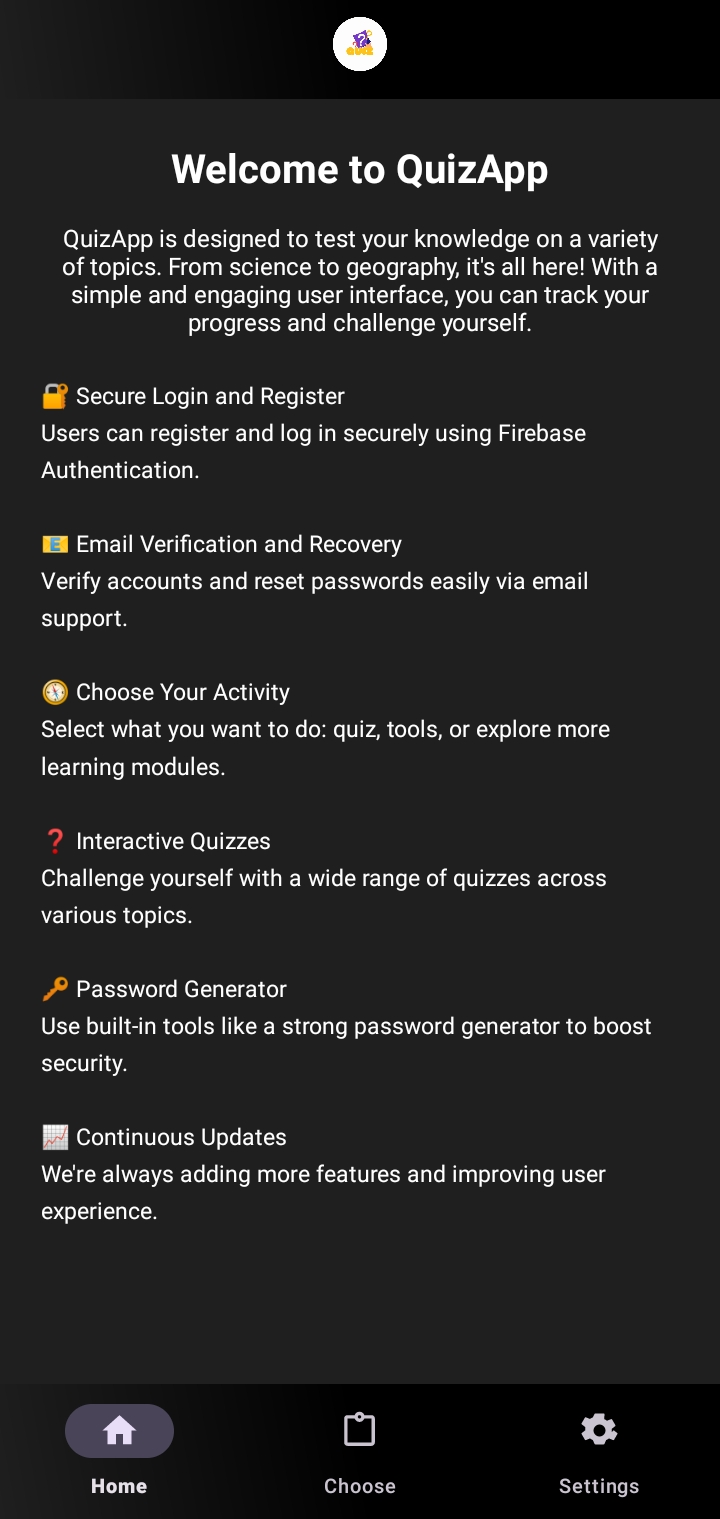 QUIZ
Welcome to QuizApp
QuizApp is designed to test your knowledge on a variety
of topics. From science to geography, it's all here! With a
simple and engaging user interface, you can track your
progress and challenge yourself.
🔐 Secure Login and Register
Users can register and log in securely using Firebase
Authentication.
📧 Email Verification and Recovery
Verify accounts and reset passwords easily via email
support.
🧭 Choose Your Activity
Select what you want to do: quiz, tools, or explore more
learning modules.
❓ Interactive Quizzes
Challenge yourself with a wide range of quizzes across
various topics.
🔑 Password Generator
Use built-in tools like a strong password generator to boost
security.
📈 Continuous Updates
We're always adding more features and improving user
experience.
Home
Choose
Settings